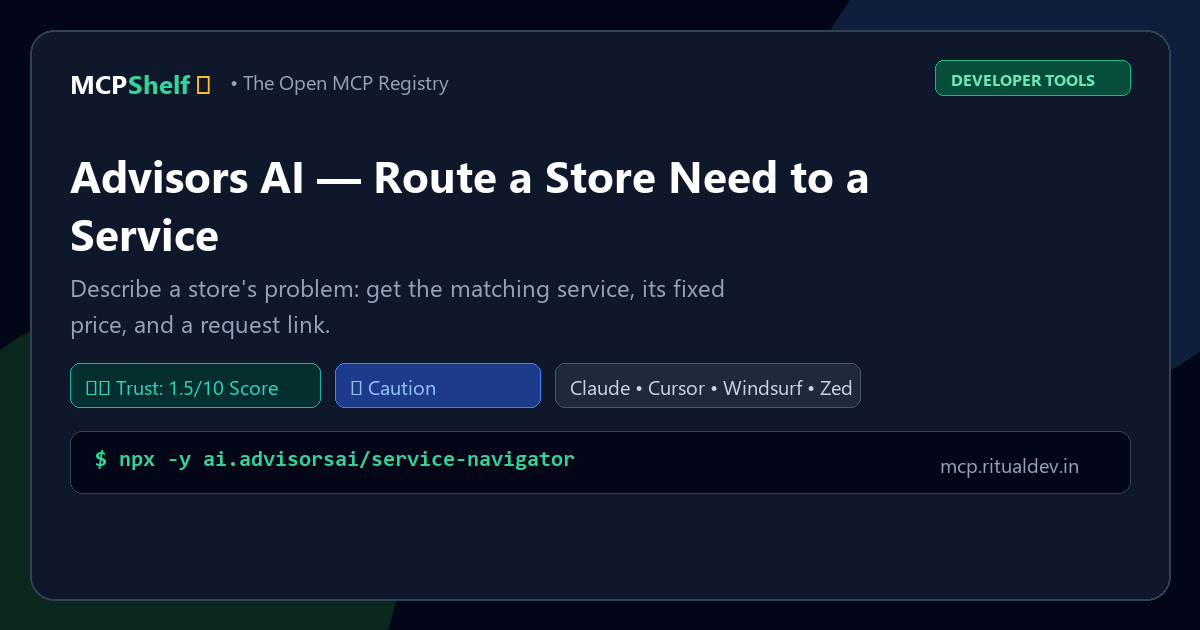 MCPShelf • The Open MCP Registry
DEVELOPER TOOLS
Advisors AI — Route a Store Need to a
Service
Describe a store's problem: get the matching service, its fixed
price, and a request link.
Trust: 1.5/10 Score
Caution
Claude • Cursor • Windsurf • Zed
$ npx -y ai.advisorsai/service-navigator
mcp.ritualdev.in